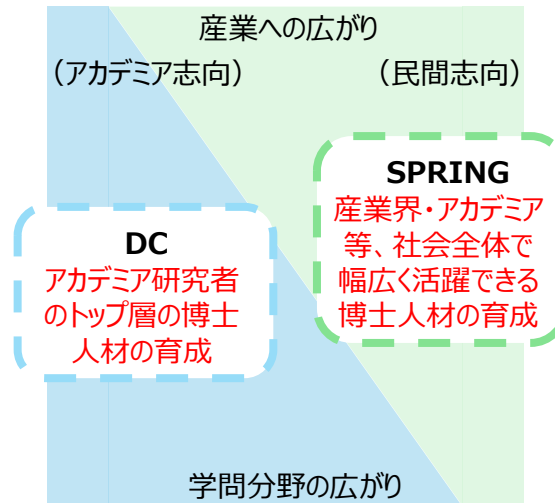 産業への広がり
（アカデミア志向）
（民間志向）
SPRING
産業界・アカデミア
等、社会全体で
幅広く活躍できる
博士人材の育成
DC
アカデミア研究者
のトップ層の博士
人材の育成
学問分野の広がり